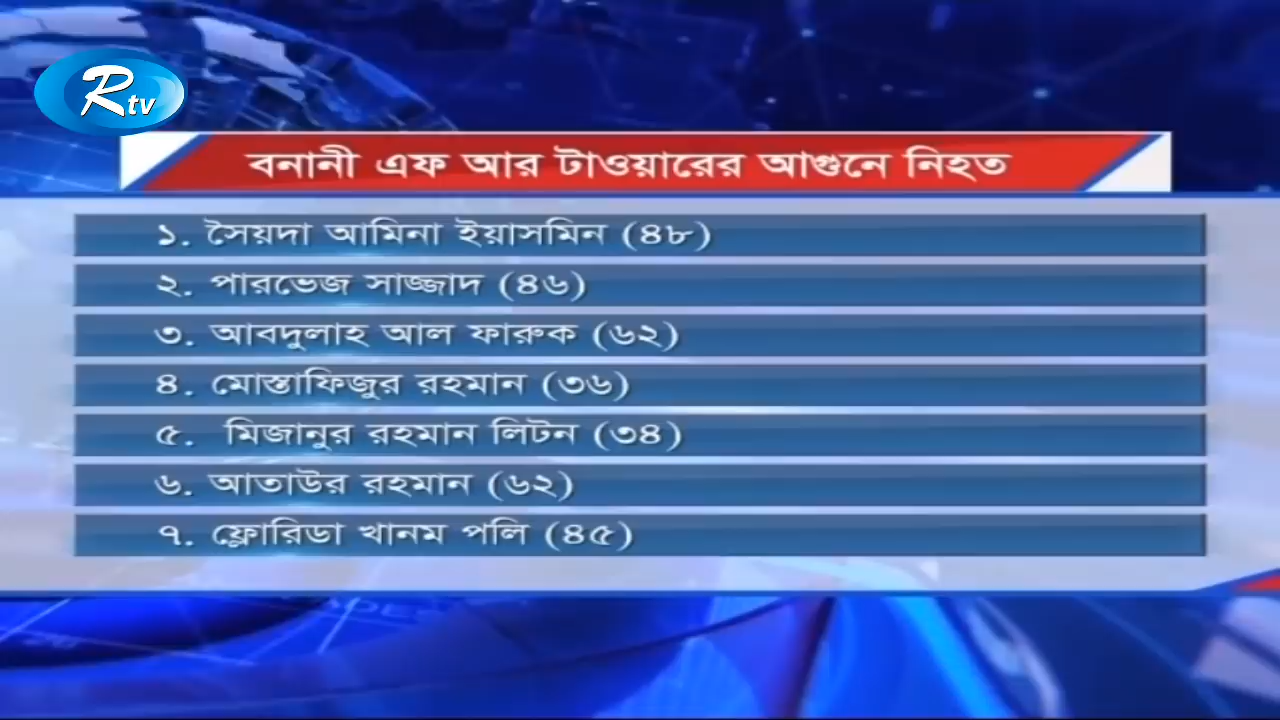 Rtv
বনানী এফ আর টাওয়ারের আগুনে নিহত
১. সৈয়দা আমিনা ইয়াসমিন (৪৮)
২. পারভেজ সাজ্জাদ (৪৬)
৩. আবদুলাহ আল ফারুক (৬২)
৪. মোস্তাফিজুর রহমান (৩৬)
৫. মিজানুর রহমান লিটন (৩৪)
৬. আতাউর রহমান (৬২)
৭. ফ্লোরিডা খানম পলি (৪৫)